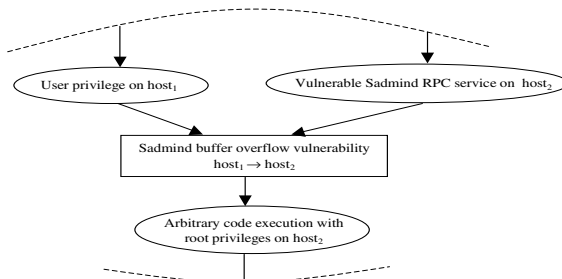 User privilege on host₁
Vulnerable Sadmind RPC service on host₂
Sadmind buffer overflow vulnerability
host₁ → host₂
Arbitrary code execution with
root privileges on host₂